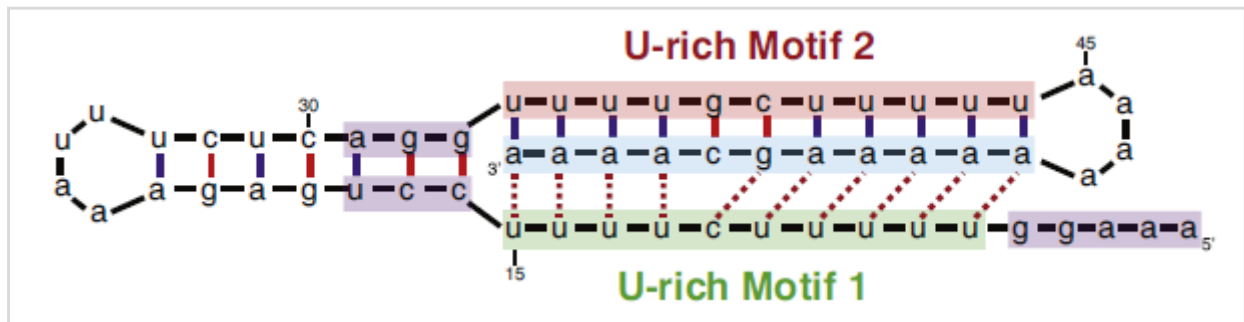 U-rich Motif 2
45
a
30
u u u u u g c u u u u u a
u u c u c a g g
3' a a a a c g a a a a a a
u a a g a g u c c a
a
a
u u u u c u u u u u g g a a a 5'
15
U-rich Motif 1